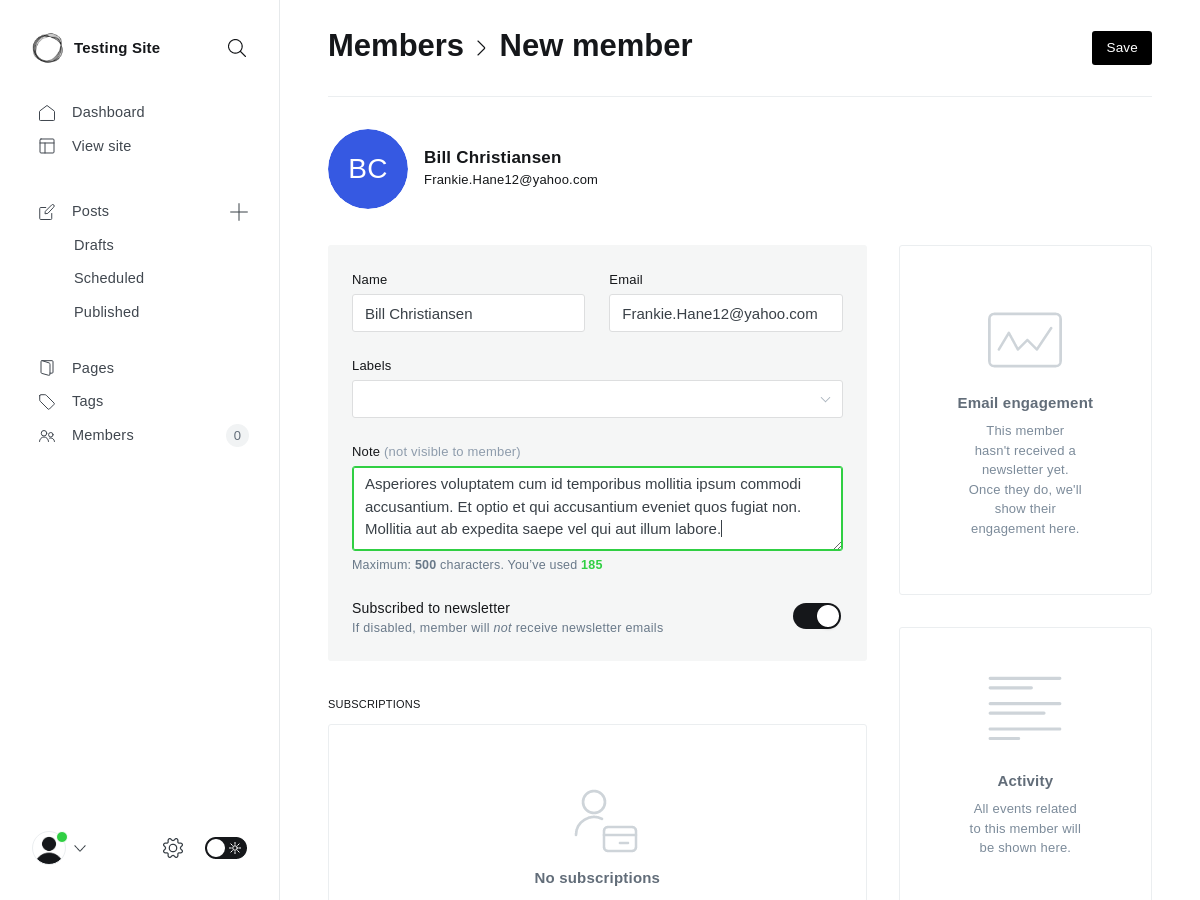 Testing Site
Dashboard
View site
Posts
Drafts
Scheduled
Published
Pages
Tags
Members
0
Members > New member
Save
BC
Bill Christiansen
Frankie.Hane12@yahoo.com
Name
Email
Bill Christiansen
Frankie.Hane12@yahoo.com
Labels
Note (not visible to member)
Asperiores voluptatem cum id temporibus mollitia ipsum commodi
accusantium. Et optio et qui accusantium eveniet quos fugiat non.
Mollitia aut ab expedita saepe vel qui aut illum labore.
Maximum: 500 characters. You've used 185
Subscribed to newsletter
If disabled, member will not receive newsletter emails
SUBSCRIPTIONS
No subscriptions
Email engagement
This member
hasn't received a
newsletter yet.
Once they do, we'll
show their
engagement here.
Activity
All events related
to this member will
be shown here.